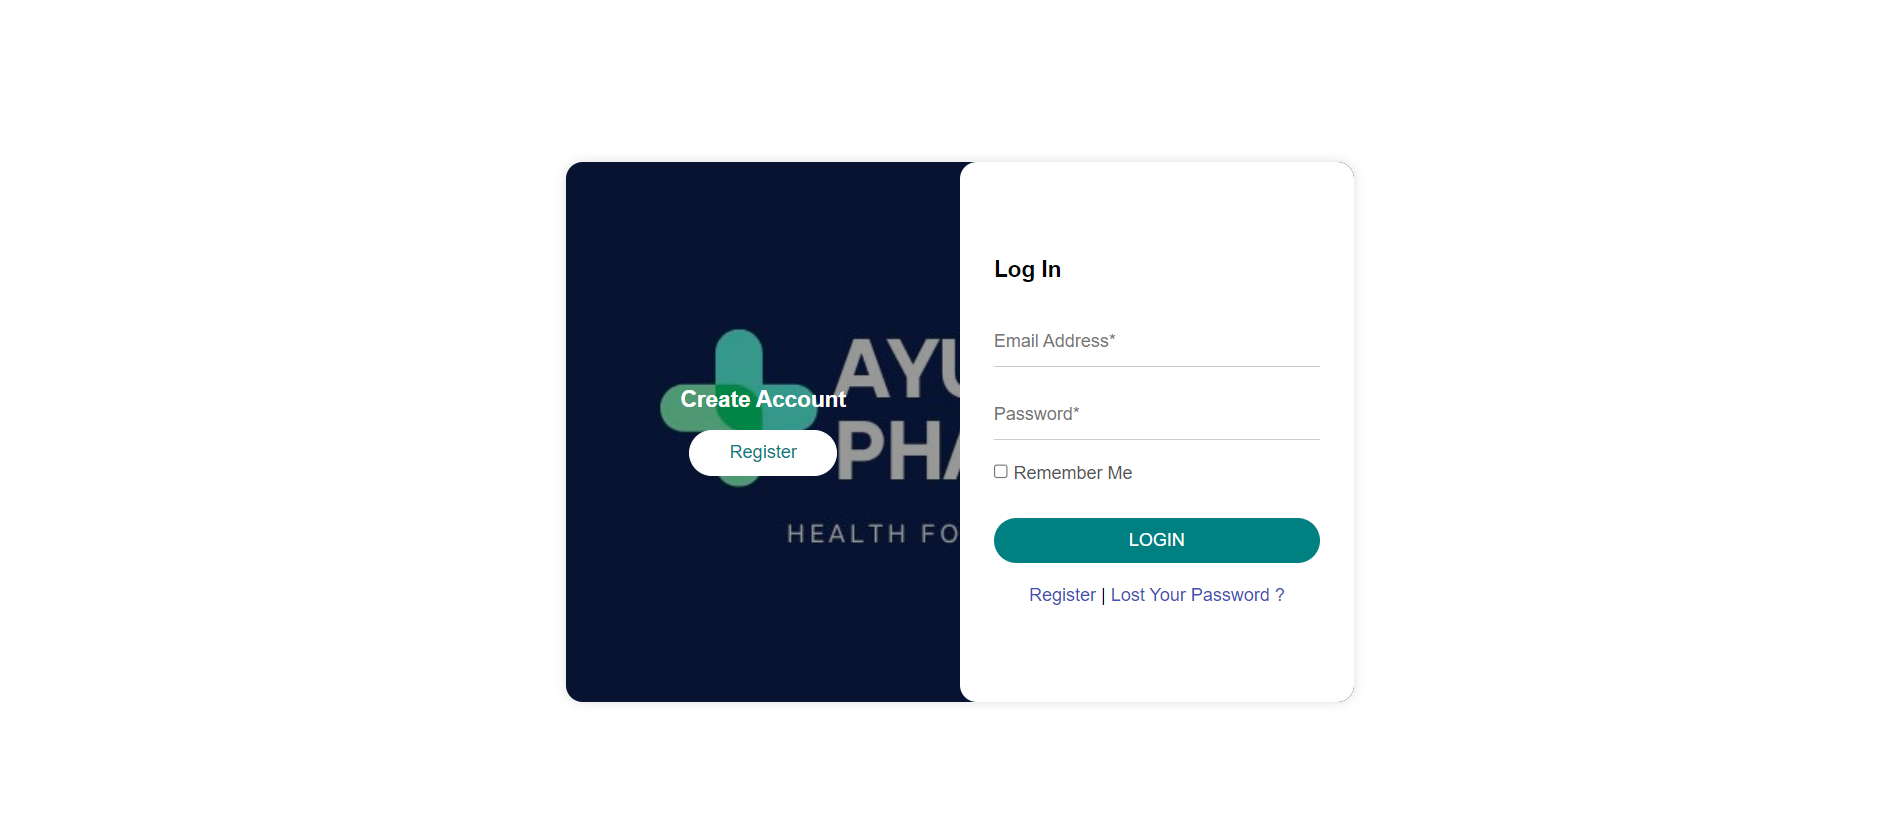 AYU
PHA
Create Account
Register
HEALTH FO
Log In
Email Address*
Password*
Remember Me
LOGIN
Register | Lost Your Password ?